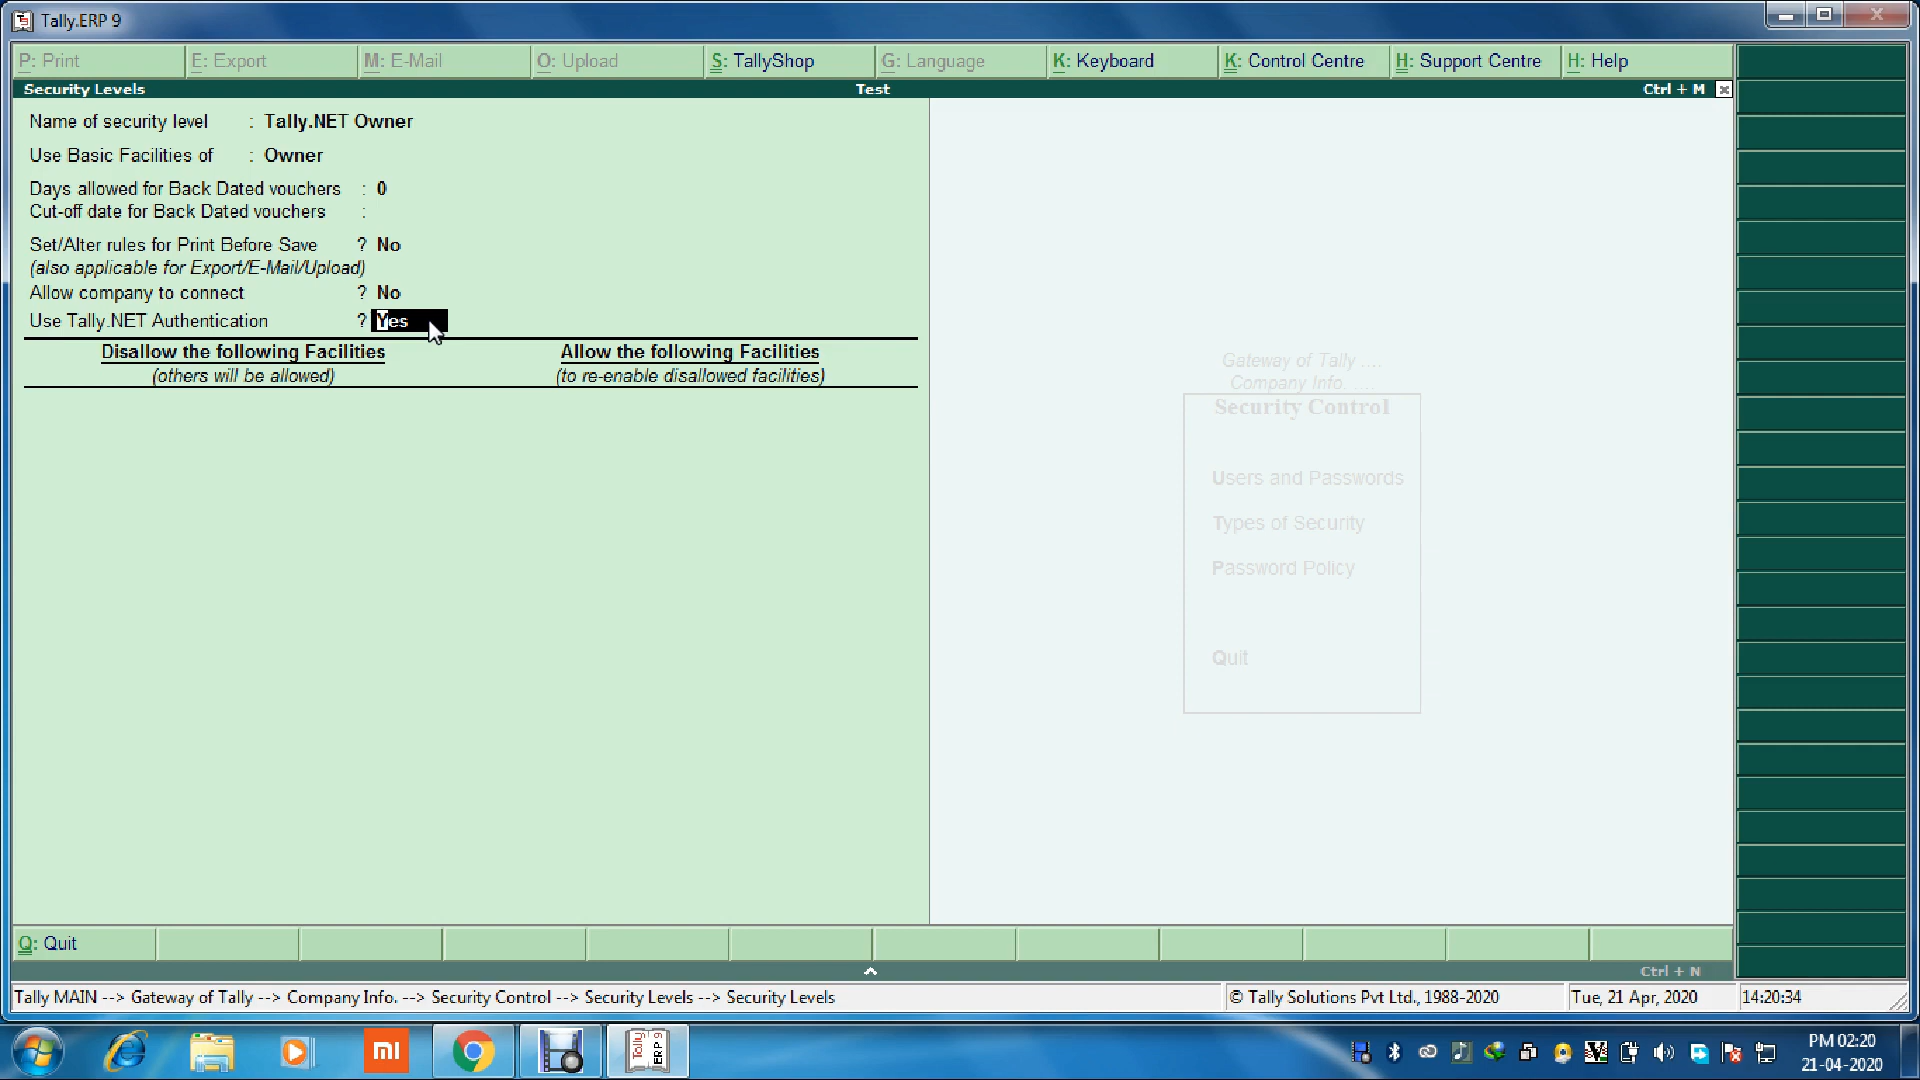 Tally.ERP 9
P: Print E: Export M: E-Mail O: Upload S: TallyShop G: Language K: Keyboard K: Control Centre H: Support Centre H: Help
Security Levels Test Ctrl + M
Name of security level : Tally.NET Owner
Use Basic Facilities of : Owner
Days allowed for Back Dated vouchers : 0
Cut-off date for Back Dated vouchers :
Set/Alter rules for Print Before Save ? No
(also applicable for Export/E-Mail/Upload)
Allow company to connect ? No
Use Tally.NET Authentication ? Yes
Disallow the following Facilities Allow the following Facilities
(others will be allowed) (to re-enable disallowed facilities)
Gateway of Tally ....
Company Info. ....
Security Control
Users and Passwords
Types of Security
Password Policy
Quit
Q: Quit
Ctrl + N
Tally MAIN --> Gateway of Tally --> Company Info. --> Security Control --> Security Levels --> Security Levels © Tally Solutions Pvt Ltd., 1988-2020 Tue, 21 Apr, 2020 14:20:34
mi
Tally ERP 9
PM 02:20
21-04-2020